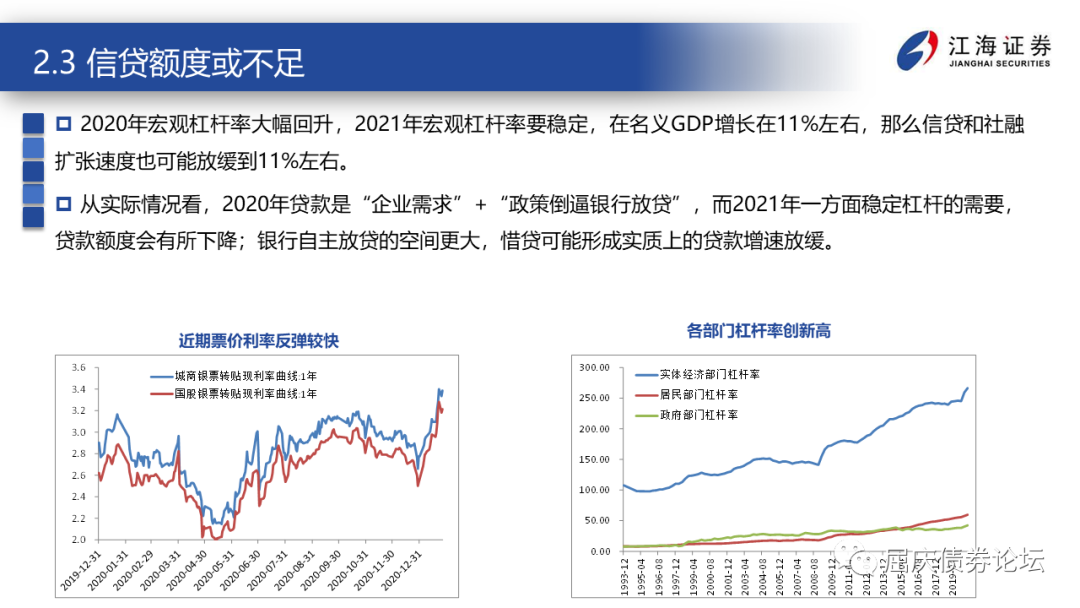 2.3 信贷额度或不足
江海证券
JIANGHAI SECURITIES
2020年宏观杠杆率大幅回升，2021年宏观杠杆率要稳定，在名义GDP增长在11%左右，那么信贷和社融
扩张速度也可能放缓到11%左右。
从实际情况看，2020年贷款是“企业需求”+“政策倒逼银行放贷”，而2021年一方面稳定杠杆的需要，
贷款额度会有所下降；银行自主放贷的空间更大，惜贷可能形成实质上的贷款增速放缓。
近期票价利率反弹较快
3.6
3.4
3.2
3.0
2.8
2.6
2.4
2.2
2.0
城商银票转贴现利率曲线:1年
国股银票转贴现利率曲线:1年
2019-12-31
2020-01-31
2020-02-29
2020-03-31
2020-04-30
2020-05-31
2020-06-30
2020-07-31
2020-08-31
2020-09-30
2020-10-31
2020-11-30
2020-12-31
各部门杠杆率创新高
300.00
250.00
200.00
150.00
100.00
50.00
0.00
实体经济部门杠杆率
居民部门杠杆率
政府部门杠杆率
1993-12
1995-04
1996-08
1997-12
1999-04
2000-08
2001-12
2003-04
2004-08
2005-12
2007-04
2008-08
屈庆债券论坛